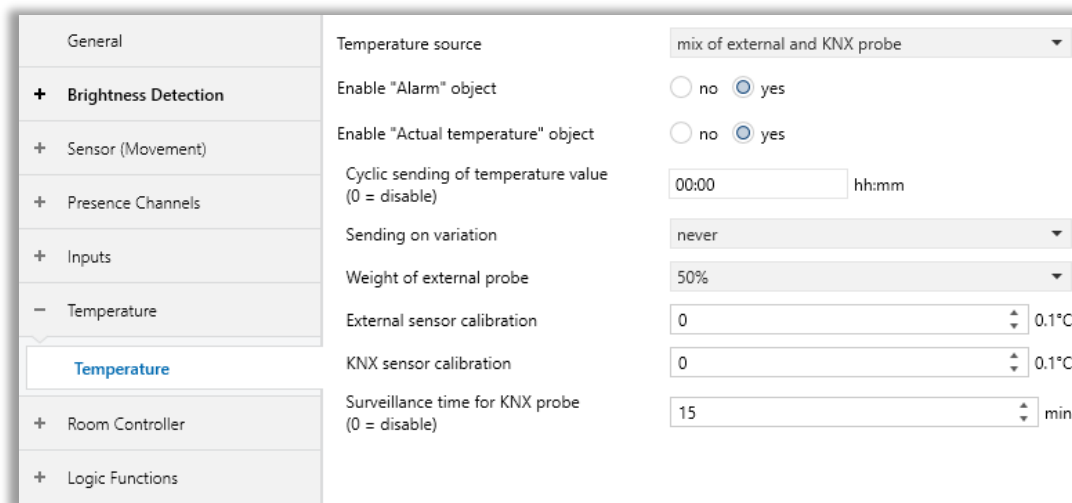 General
+ Brightness Detection
+ Sensor (Movement)
+ Presence Channels
+ Inputs
− Temperature
Temperature
+ Room Controller
+ Logic Functions
Temperature source mix of external and KNX probe
Enable "Alarm" object no yes
Enable "Actual temperature" object no yes
Cyclic sending of temperature value
(0 = disable) 00:00 hh:mm
Sending on variation never
Weight of external probe 50%
External sensor calibration 0 0.1°C
KNX sensor calibration 0 0.1°C
Surveillance time for KNX probe
(0 = disable) 15 min